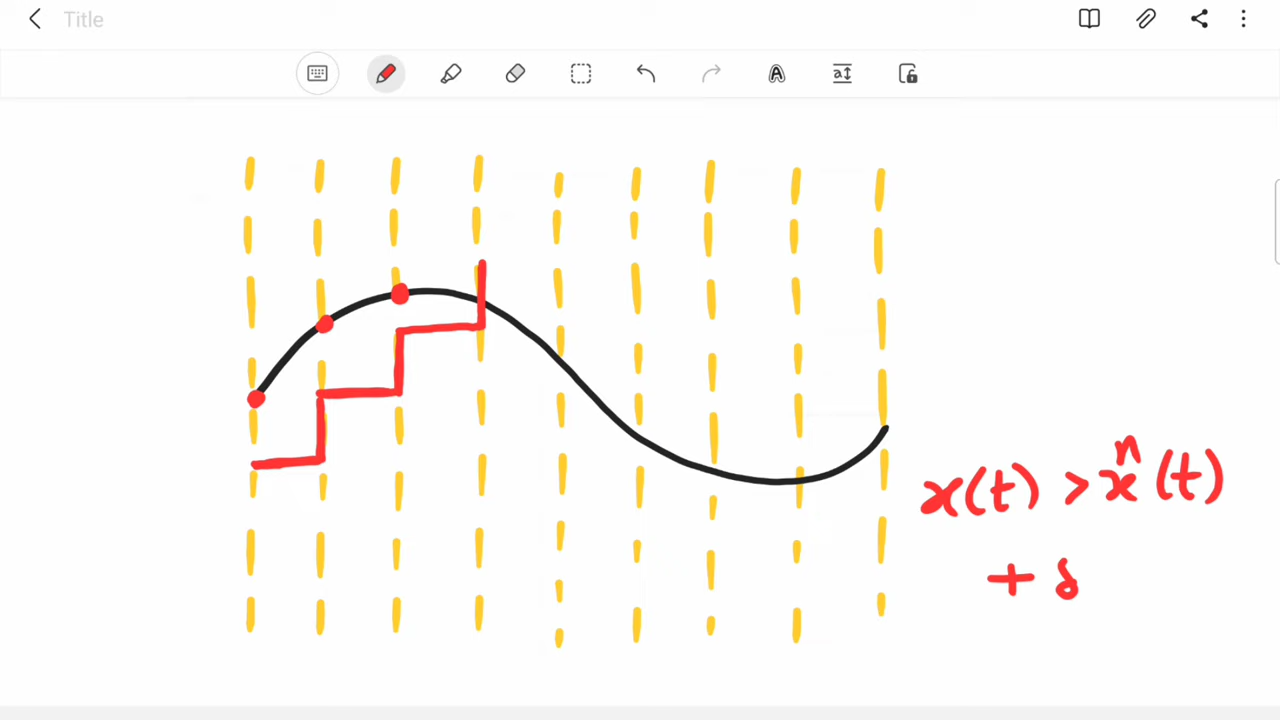 Title
x(t) > x^(t)
+ δ